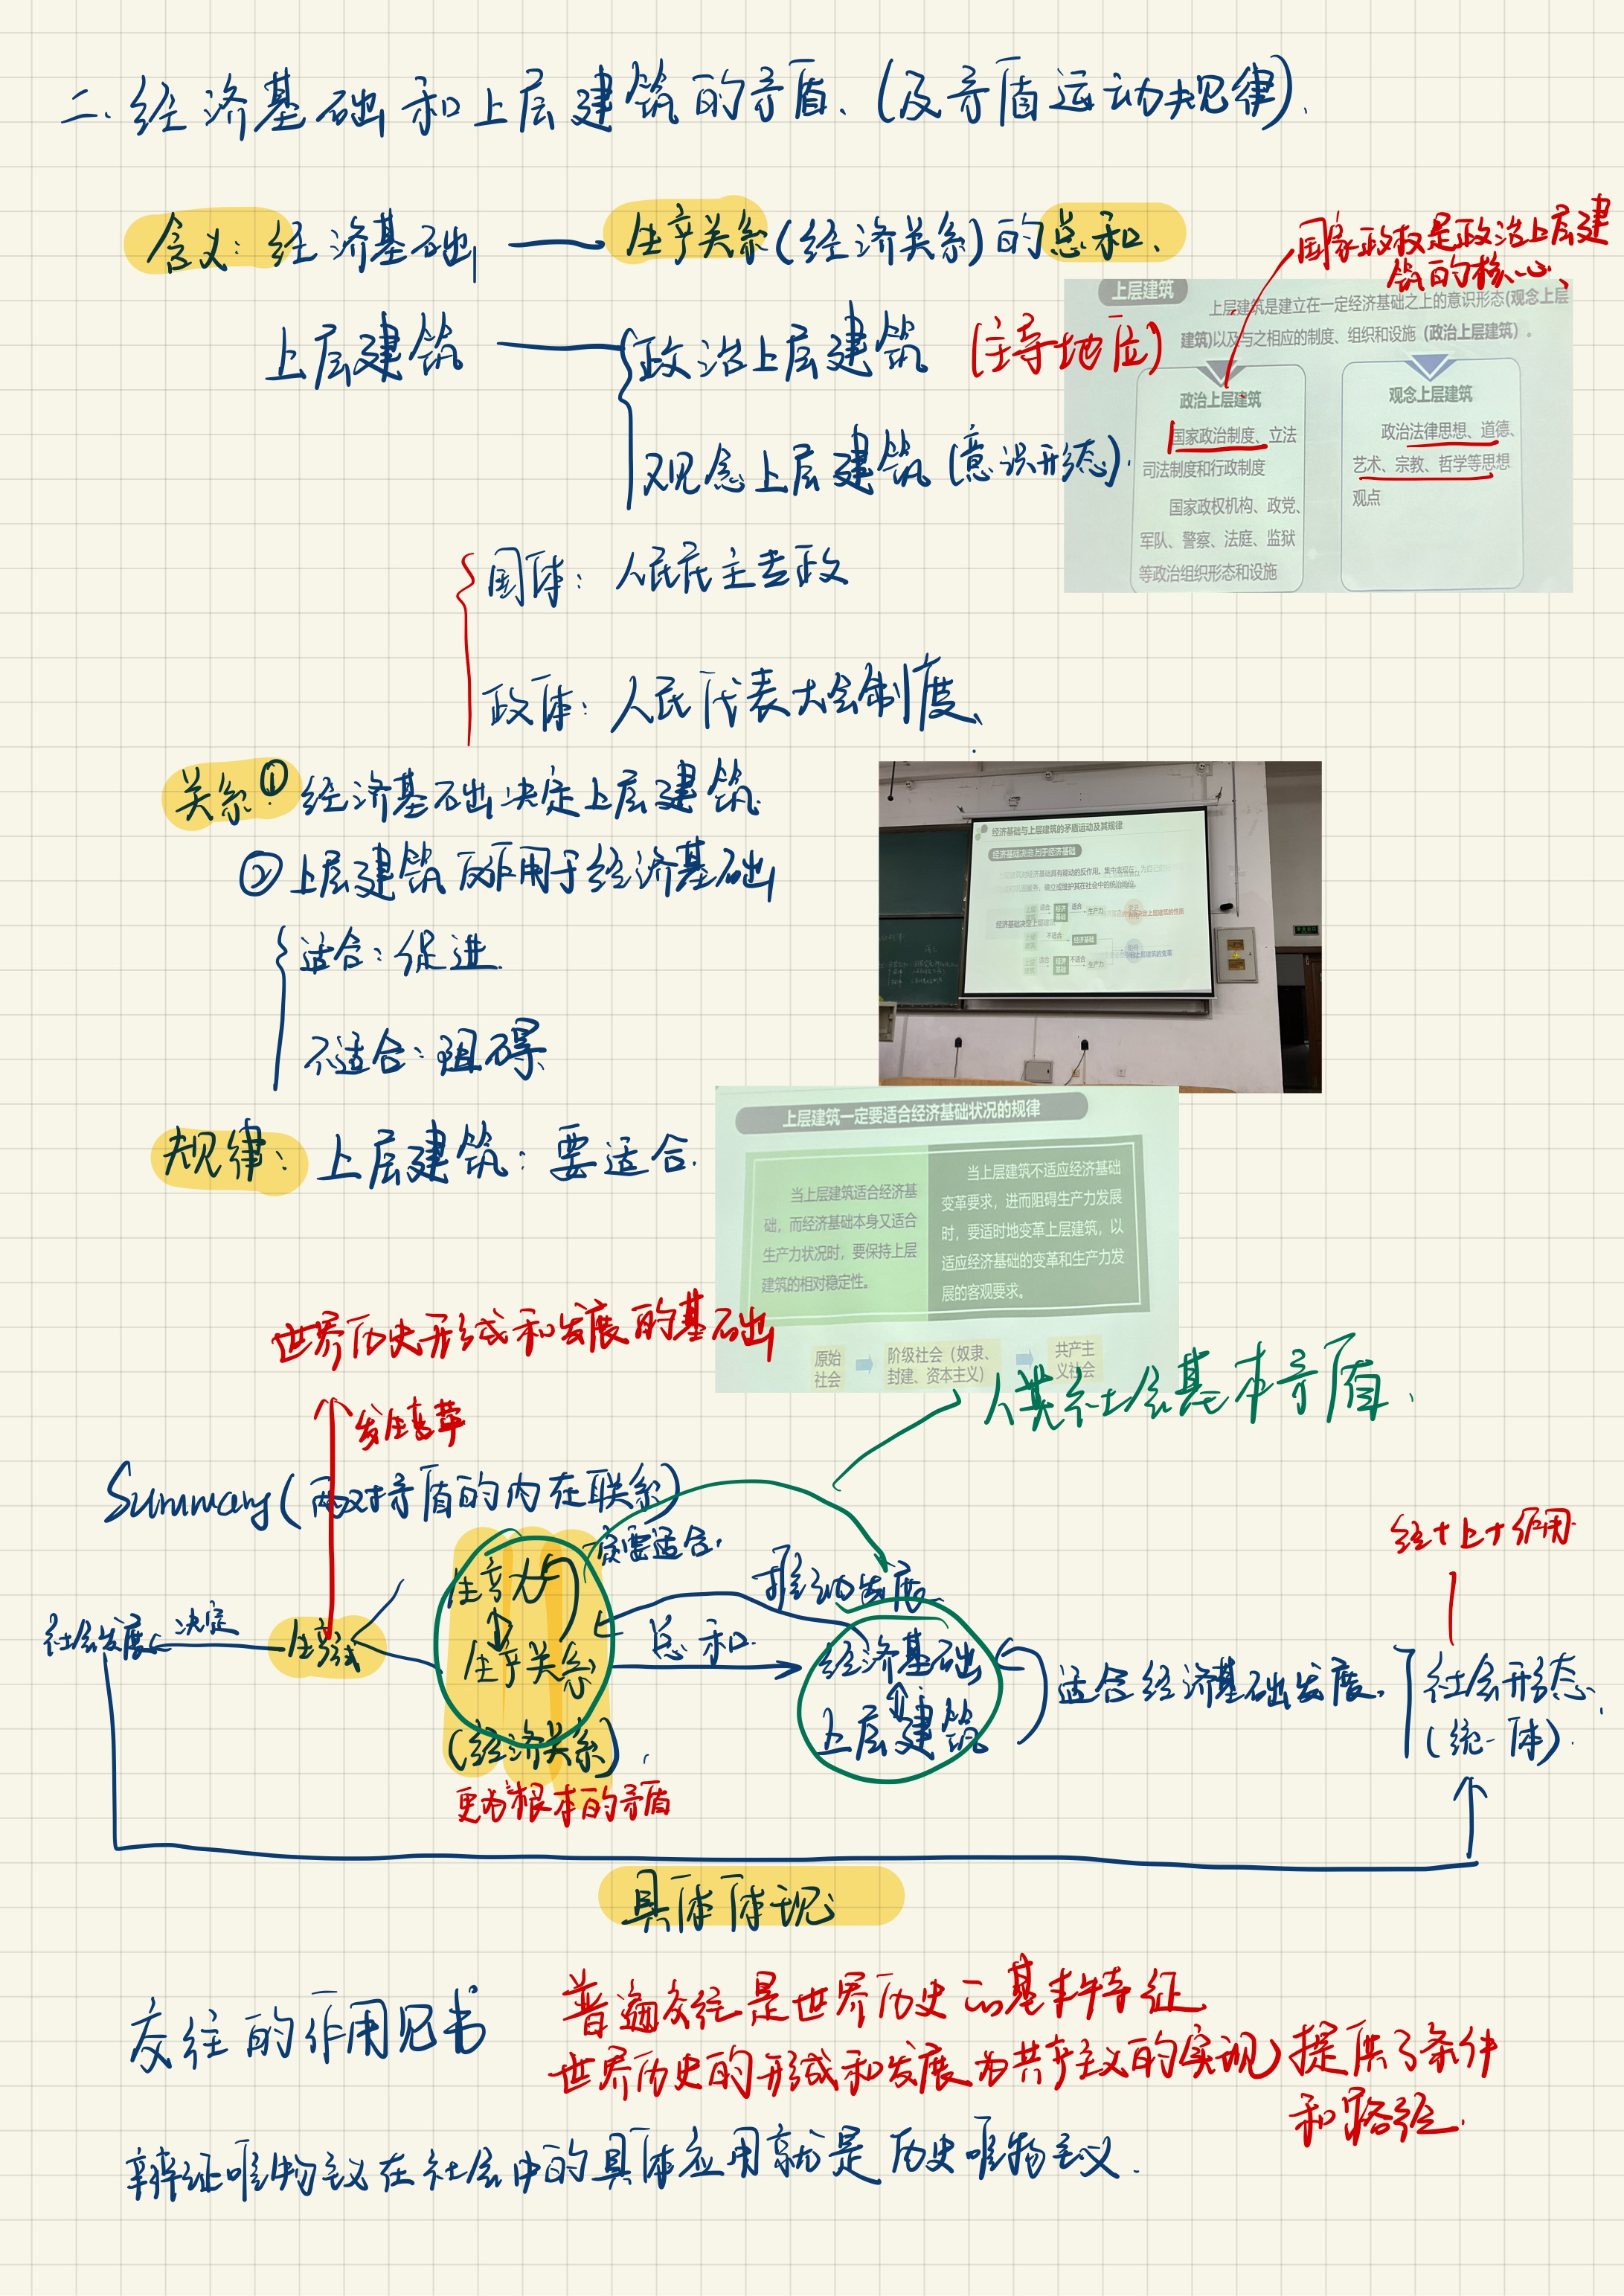 二.经济基础和上层建筑的矛盾.(及矛盾运动规律).
含义:经济基础——生产关系(经济关系)的总和.
国家政权是政治上层建
筑的核心、
上层建筑——政治上层建筑(主导地位)
观念上层建筑(意识形态).
上层建筑
上层建筑是建立在一定经济基础之上的意识形态(观念上层
建筑)以及与之相应的制度、组织和设施(政治上层建筑)。
政治上层建筑
国家政治制度、立法
司法制度和行政制度
国家政权机构、政党、
军队、警察、法庭、监狱
等政治组织形态和设施
观念上层建筑
政治法律思想、道德、
艺术、宗教、哲学等思想
观点
国体:人民民主专政
政体:人民代表大会制度、
关系:①经济基础决定上层建筑.
②上层建筑反作用于经济基础
适合:促进.
不适合:阻碍
经济基础与上层建筑的矛盾运动及其规律
规律:上层建筑:要适合.
上层建筑一定要适合经济基础状况的规律
当上层建筑适合经济基
础,而经济基础本身又适合
生产力状况时,要保持上层
建筑的相对稳定性。
当上层建筑不适应经济基础
变革要求,进而阻碍生产力发展
时,要适时地变革上层建筑,以
适应经济基础的变革和生产力发
展的客观要求。
原始
社会
阶级社会(奴隶、
封建、资本主义)
共产主
义社会
世界历史形成和发展的基础
发生变革
人类社会基本矛盾.
Summary(两对矛盾的内在联系)
经+上+作用
生产力
需要适合.
推动发展
社会发展
决定
生产方式
生产关系
总和
经济基础
上层建筑
适合经济基础发展.
社会形态.
(统一体).
(经济关系).
更为根本的矛盾
具体体现
交往的作用见书
普遍交往是世界历史的基本特征
世界历史的形成和发展为共产主义的实现提供了条件
和路径.
辩证唯物主义在社会中的具体应用就是历史唯物主义.